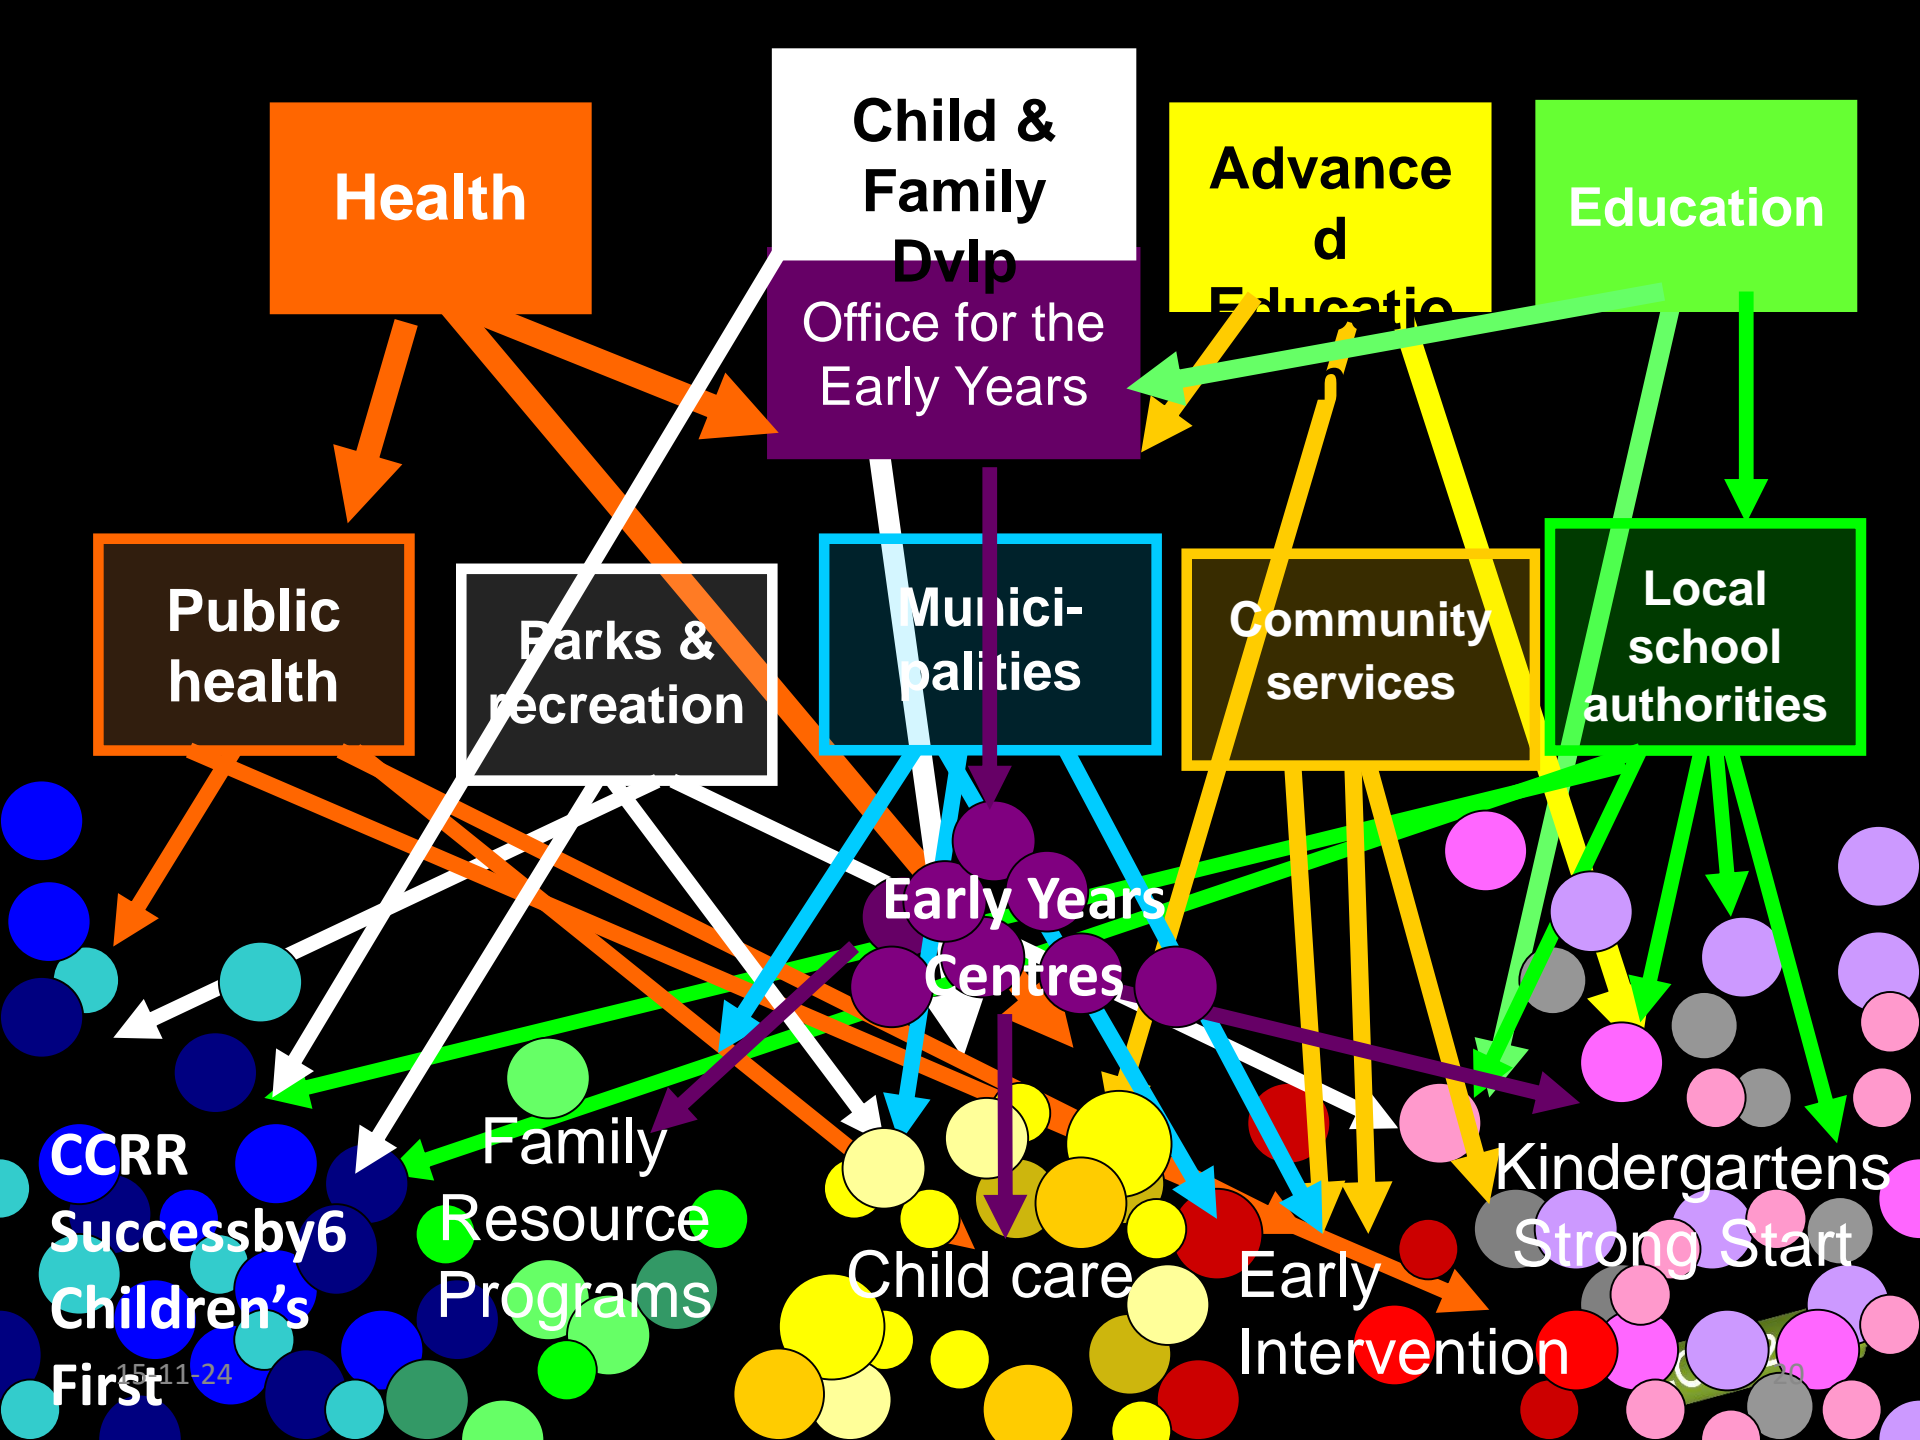 Health
Child &
Family
Dvlp
Advance
d
Educatio
n
Education
Office for the
Early Years
Public
health
Parks &
recreation
Munici-
palities
Community
services
Local
school
authorities
Early Years
Centres
CCRR
Successby6
Children's
First
Family
Resource
Programs
Child care
Early
Intervention
Kindergartens
Strong Start
15-11-24
20